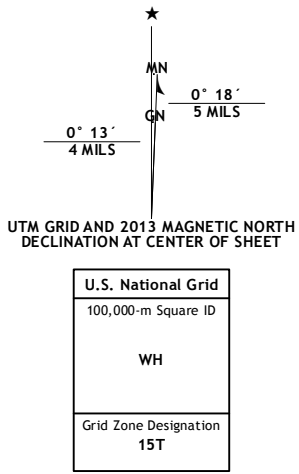 ★
MN
0° 18´
5 MILS
GN
0° 13´
4 MILS
UTM GRID AND 2013 MAGNETIC NORTH
DECLINATION AT CENTER OF SHEET
U.S. National Grid
100,000-m Square ID
WH
Grid Zone Designation
15T